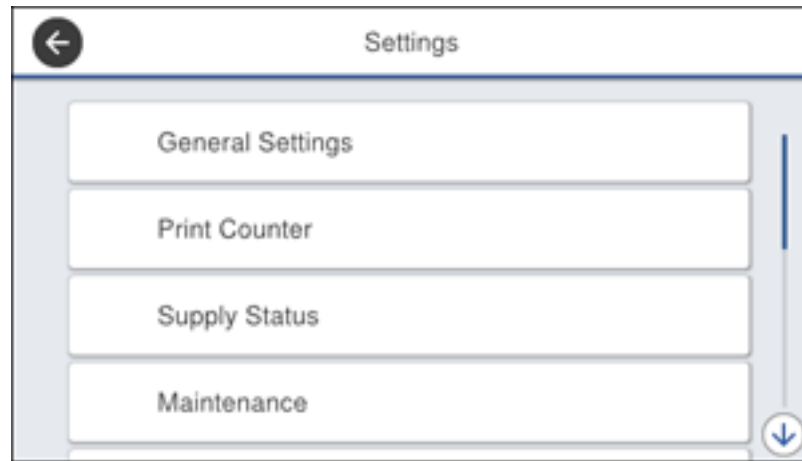 Settings
General Settings
Print Counter
Supply Status
Maintenance